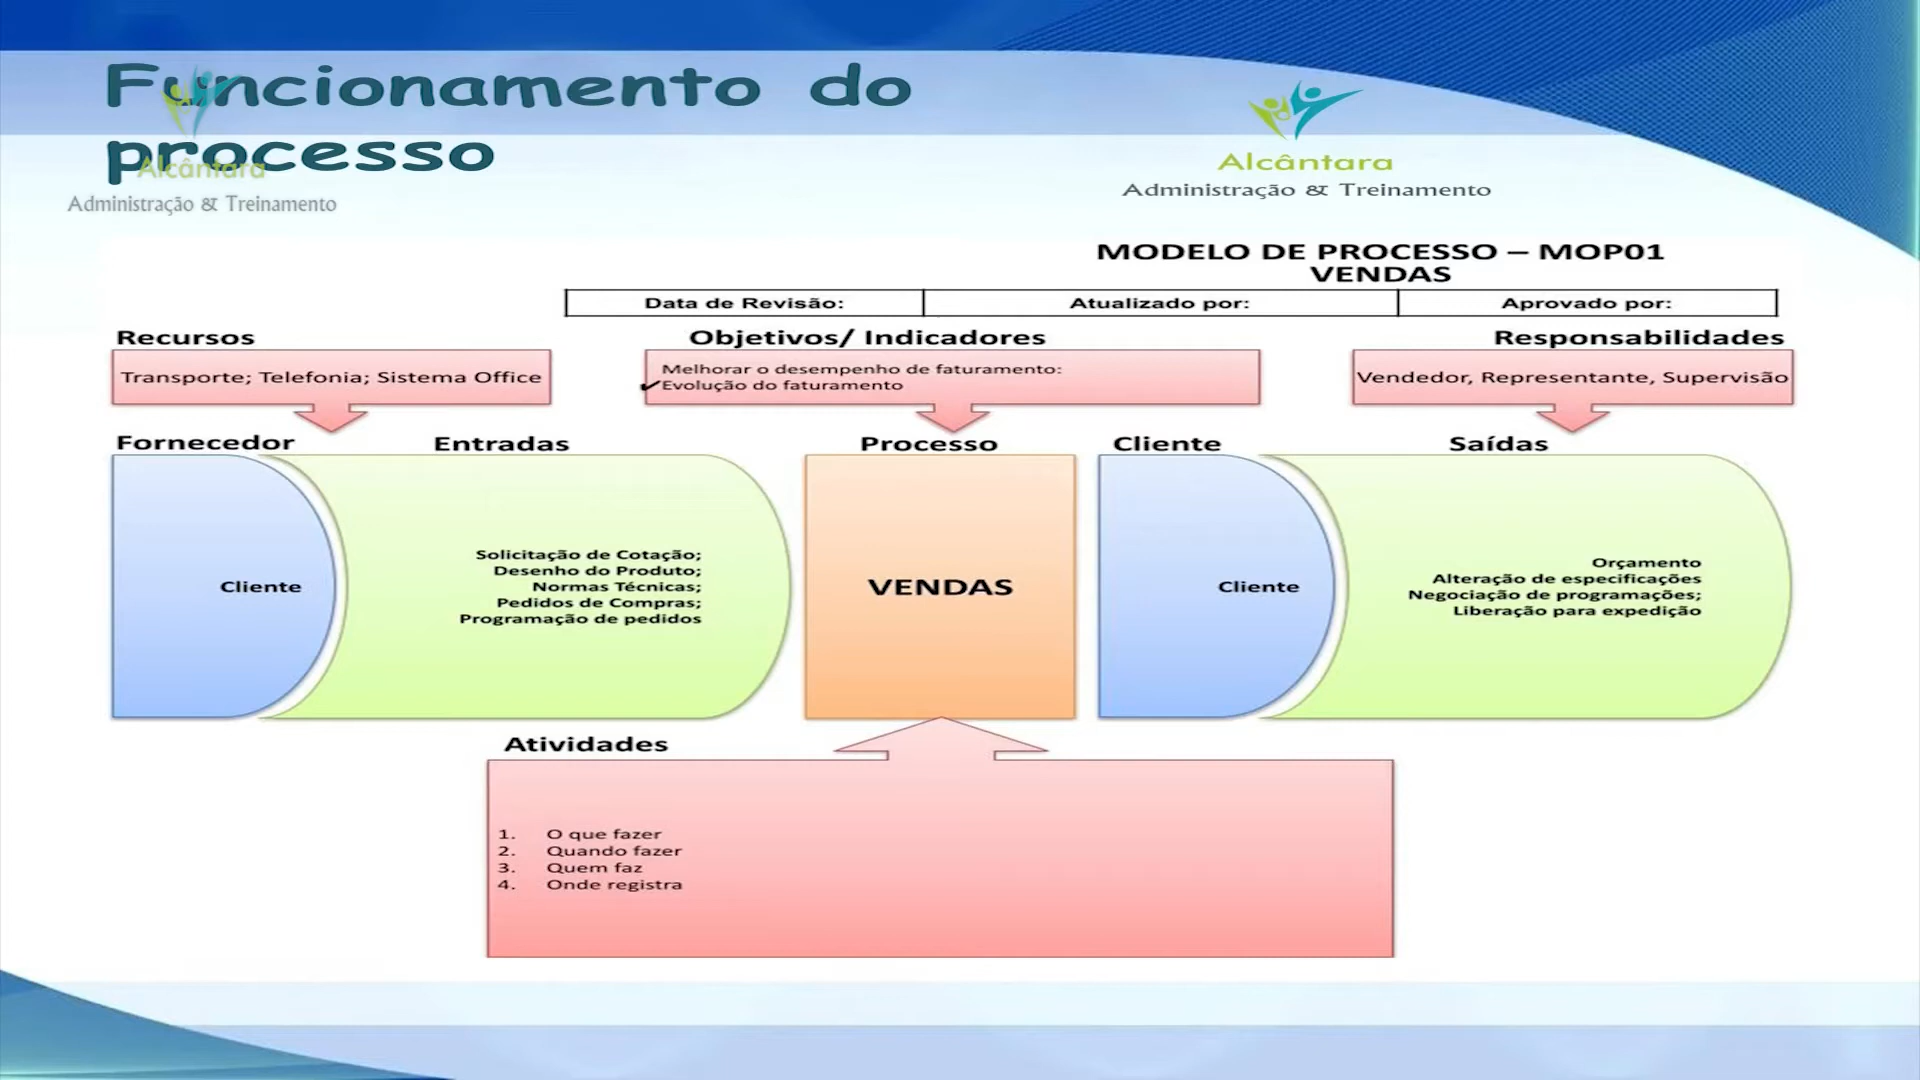 Funcionamento do
processo
Alcântara
Administração & Treinamento
Alcântara
Administração & Treinamento
MODELO DE PROCESSO – MOP01
VENDAS
Data de Revisão: Atualizado por: Aprovado por:
Recursos
Transporte; Telefonia; Sistema Office
Objetivos/ Indicadores
Melhorar o desempenho de faturamento:
✓Evolução do faturamento
Responsabilidades
Vendedor, Representante, Supervisão
Fornecedor
Cliente
Entradas
Solicitação de Cotação;
Desenho do Produto;
Normas Técnicas;
Pedidos de Compras;
Programação de pedidos
Processo
VENDAS
Cliente
Cliente
Saídas
Orçamento
Alteração de especificações
Negociação de programações;
Liberação para expedição
Atividades
1. O que fazer
2. Quando fazer
3. Quem faz
4. Onde registra